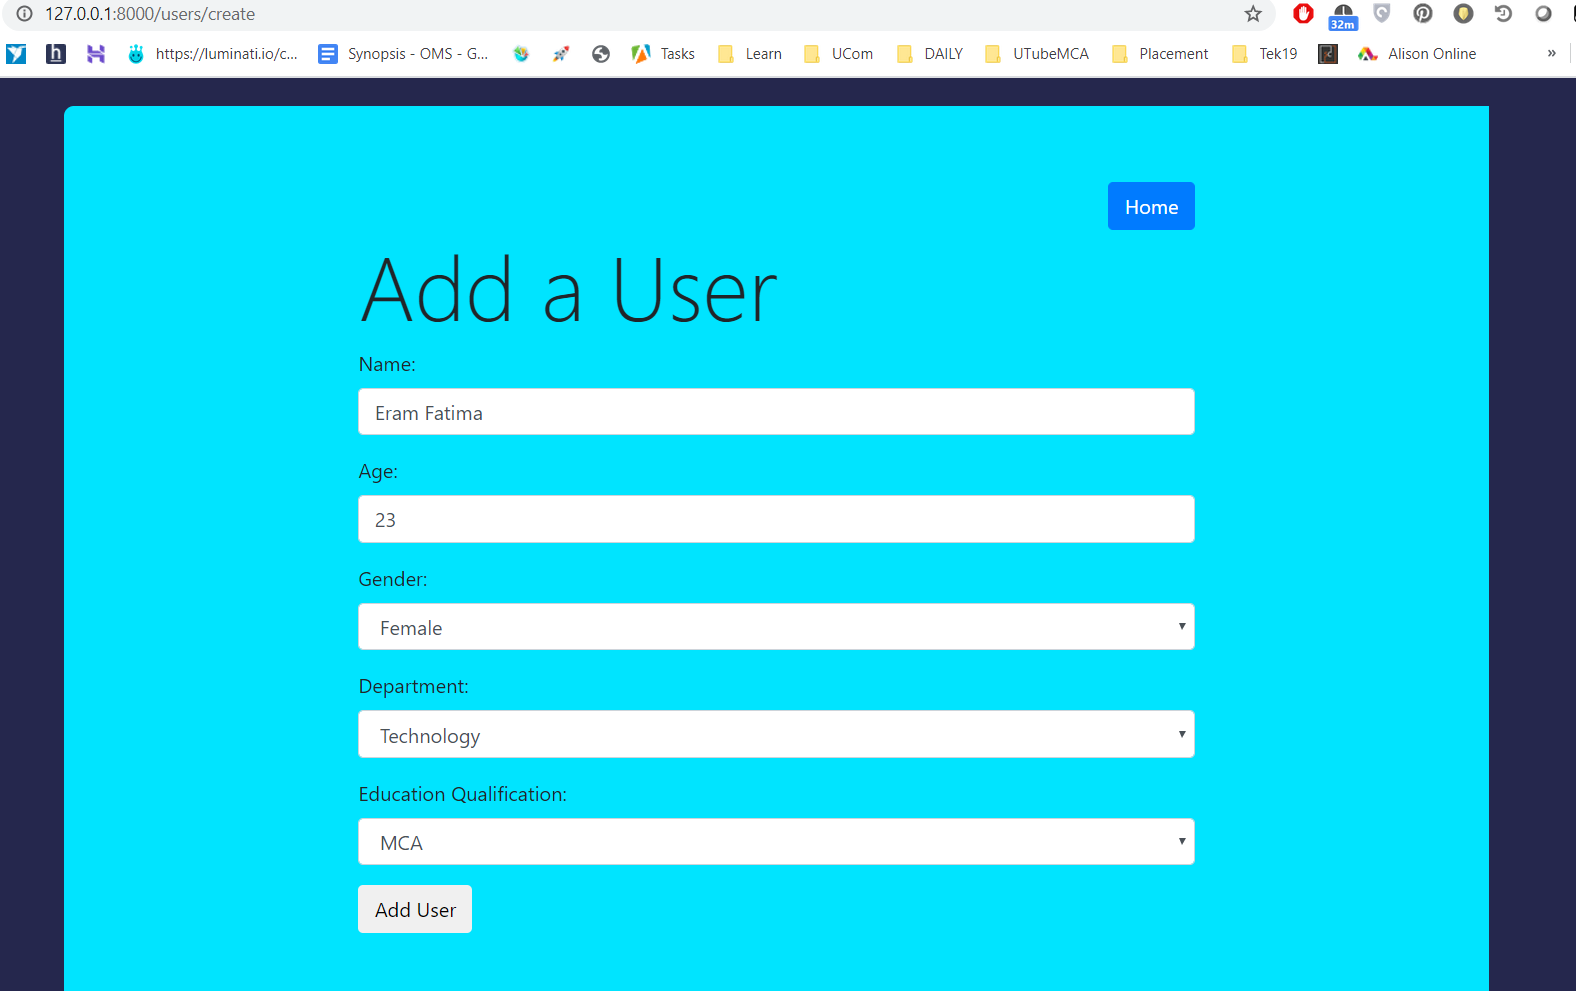 127.0.0.1:8000/users/create
32m
h https://luminati.io/c... Synopsis - OMS - G... Tasks Learn UCom DAILY UTubeMCA Placement Tek19 Alison Online »
Home
Add a User
Name:
Eram Fatima
Age:
23
Gender:
Female
Department:
Technology
Education Qualification:
MCA
Add User